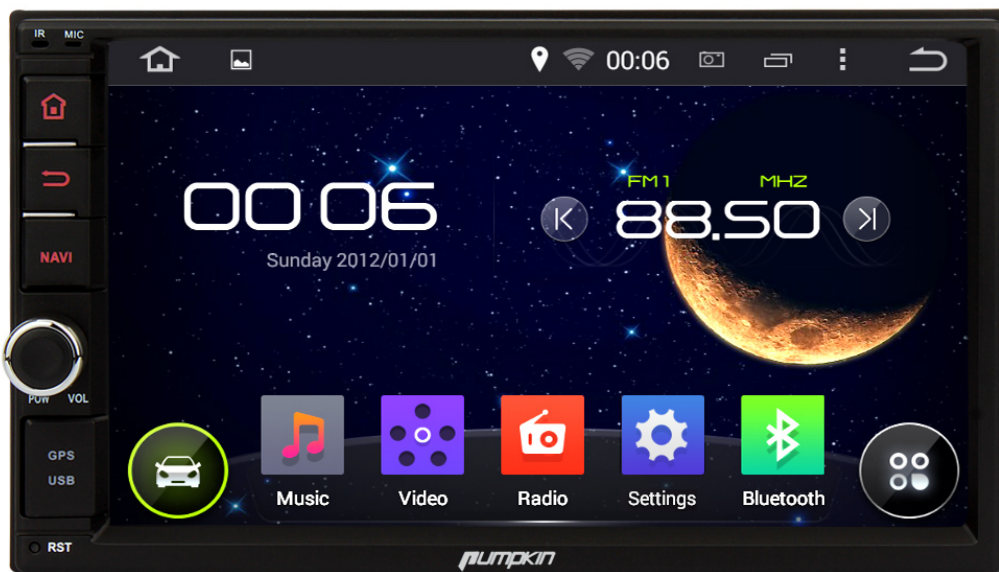 IR MIC
00:06
NAVI
POW VOL
GPS
USB
RST
00 06
Sunday 2012/01/01
FM1 MHZ
88.50
Music Video Radio Settings Bluetooth
PUMPKIN